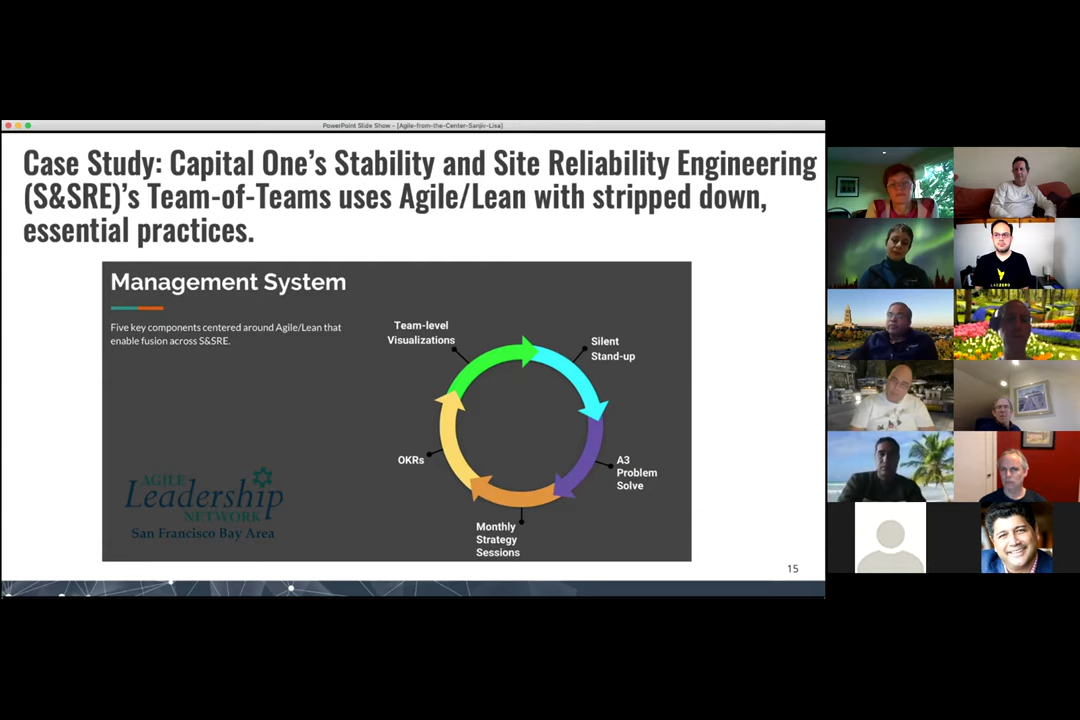 PowerPoint Slide Show - [Agile-from-the-Center-Sanjiv-Lisa]
Case Study: Capital One's Stability and Site Reliability Engineering
(S&SRE)'s Team-of-Teams uses Agile/Lean with stripped down,
essential practices.
Management System
Five key components centered around Agile/Lean that
enable fusion across S&SRE.
Team-level
Visualizations
Silent
Stand-up
A3
Problem
Solve
Monthly
Strategy
Sessions
OKRs
AGILE
Leadership
NETWORK
San Francisco Bay Area
15
LABZERO